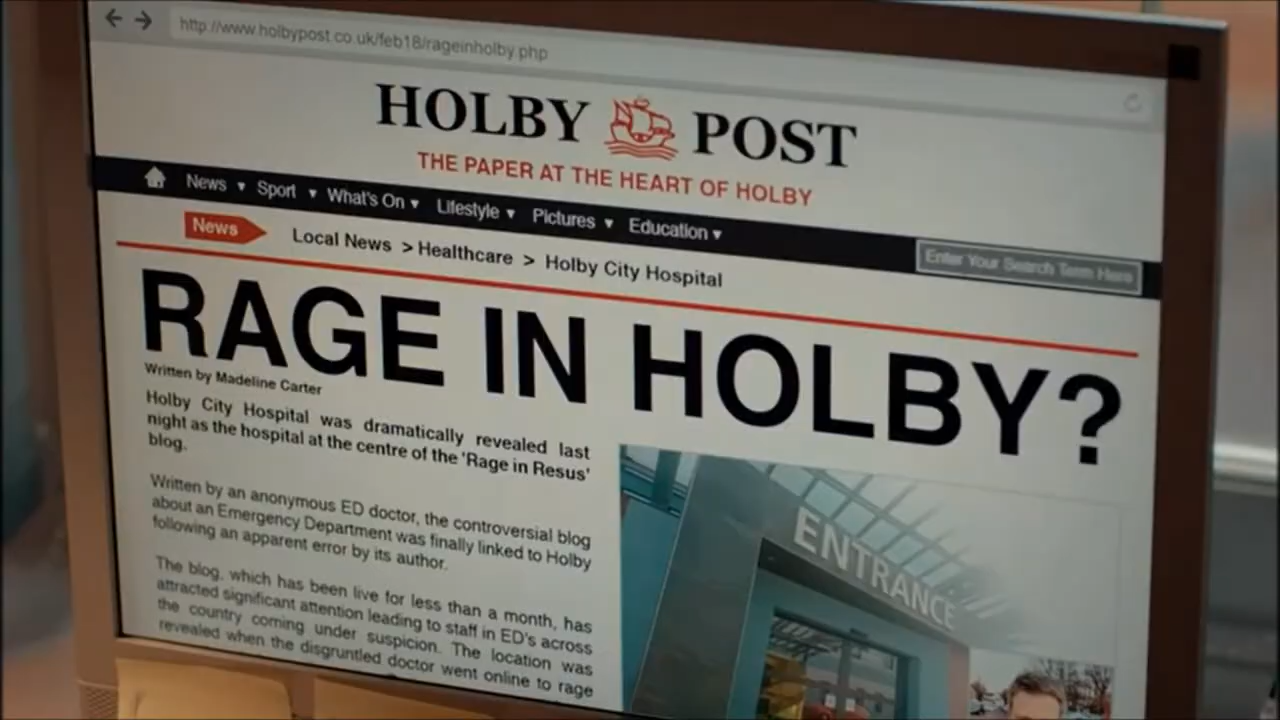 http://www.holbypost.co.uk/feb18/rageinholby.php
HOLBY POST
THE PAPER AT THE HEART OF HOLBY
News ▾ Sport ▾ What's On ▾ Lifestyle ▾ Pictures ▾ Education ▾
Enter Your Search Term Here
News Local News > Healthcare > Holby City Hospital
RAGE IN HOLBY?
Written by Madeline Carter
Holby City Hospital was dramatically revealed last
night as the hospital at the centre of the 'Rage in Resus'
blog.
Written by an anonymous ED doctor, the controversial blog
about an Emergency Department was finally linked to Holby
following an apparent error by its author.
The blog, which has been live for less than a month, has
attracted significant attention leading to staff in ED's across
the country coming under suspicion. The location was
revealed when the disgruntled doctor went online to rage
ENTRANCE